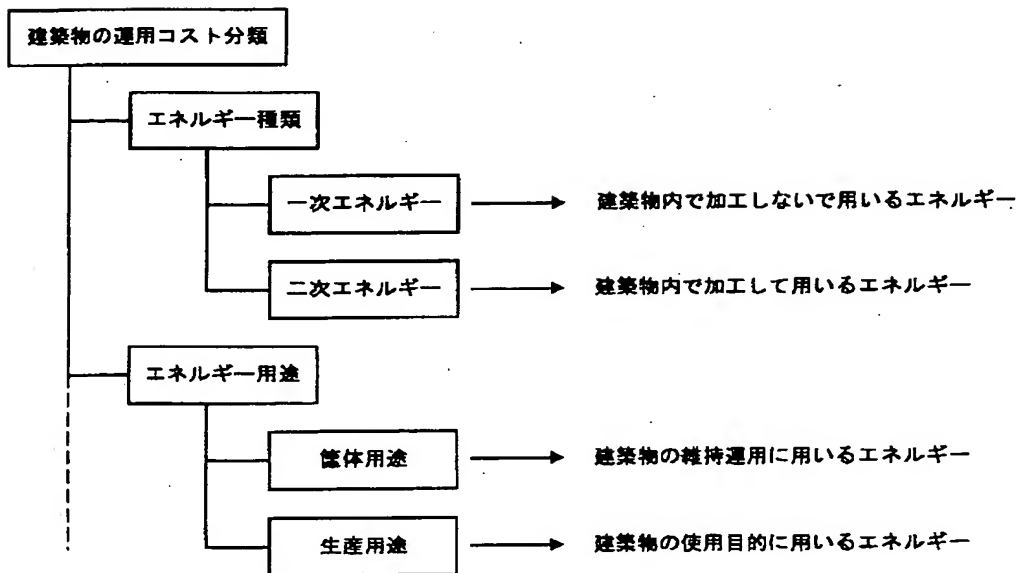 建築物の運用コスト分類
エネルギー種類
一次エネルギー
建築物内で加工しないで用いるエネルギー
二次エネルギー
建築物内で加工して用いるエネルギー
エネルギー用途
筐体用途
建築物の維持運用に用いるエネルギー
生産用途
建築物の使用目的に用いるエネルギー